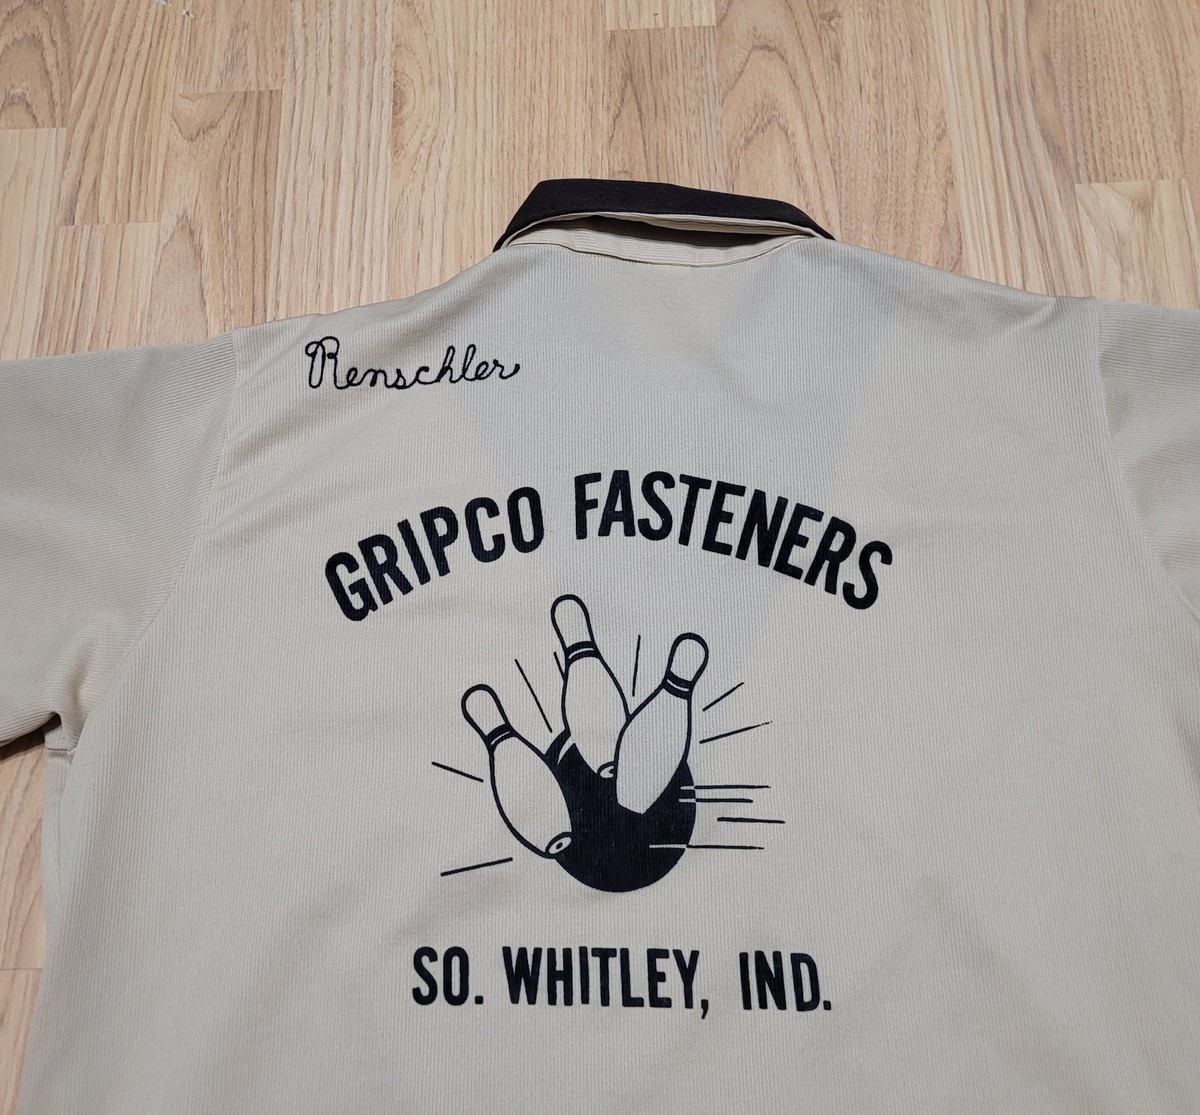 Renschler
GRIPCO FASTENERS
SO. WHITLEY, IND.